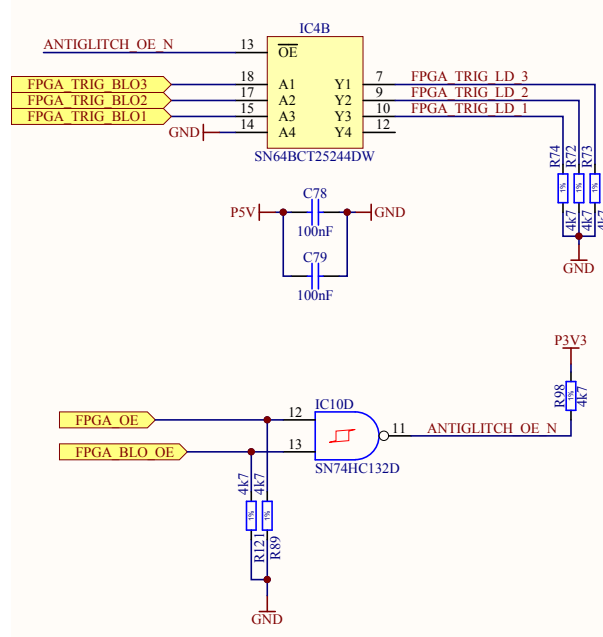 IC4B
ANTIGLITCH_OE_N 13 OE
FPGA_TRIG_BLO3 18 A1 Y1 7 FPGA_TRIG_LD_3
FPGA_TRIG_BLO2 17 A2 Y2 9 FPGA_TRIG_LD_2
FPGA_TRIG_BLO1 15 A3 Y3 10 FPGA_TRIG_LD_1
GND 14 A4 Y4 12
SN64BCT25244DW
R74 R72 R73
1% 1% 1%
4k7 4k7 4k7
GND
C78
P5V GND
100nF
C79
100nF
P3V3
R98 1% 4k7
IC10D
FPGA_OE 12
11 ANTIGLITCH_OE_N
FPGA_BLO_OE 13
SN74HC132D
4k7 4k7
1% 1%
R121 R89
GND